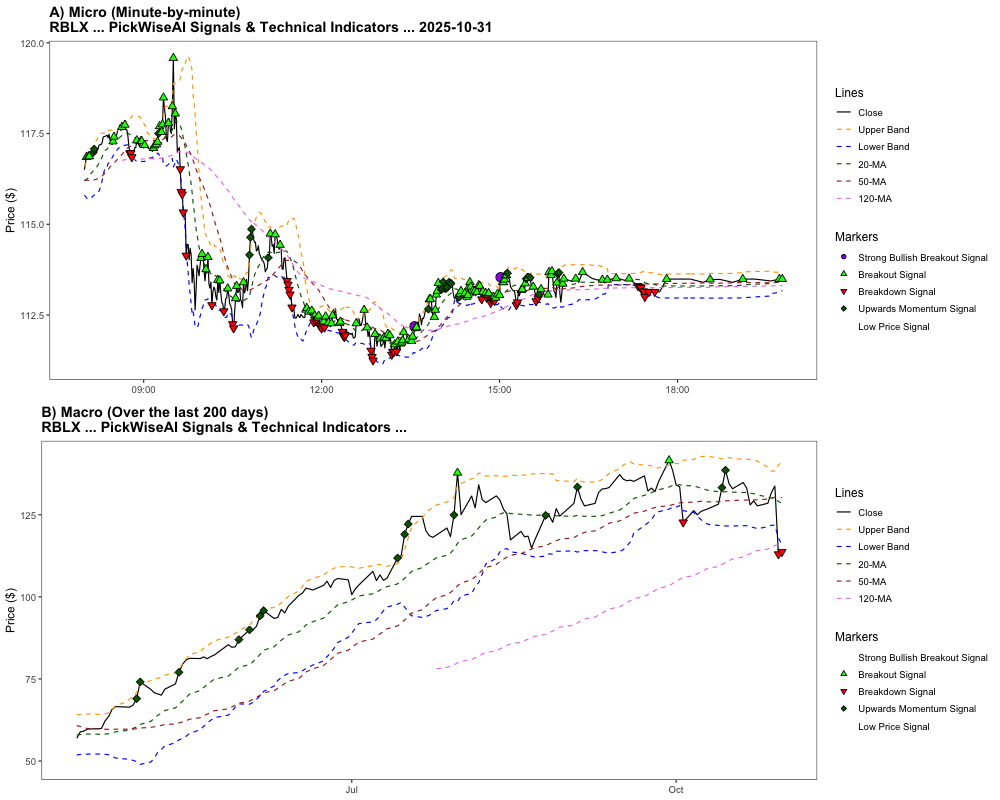 A) Micro (Minute-by-minute)
RBLX ... PickWiseAI Signals & Technical Indicators ... 2025-10-31
Price ($)
120.0
117.5
115.0
112.5
09:00
12:00
15:00
18:00
Lines
Close
Upper Band
Lower Band
20-MA
50-MA
120-MA
Markers
Strong Bullish Breakout Signal
Breakout Signal
Breakdown Signal
Upwards Momentum Signal
Low Price Signal
B) Macro (Over the last 200 days)
RBLX ... PickWiseAI Signals & Technical Indicators ...
Price ($)
125
100
75
50
Jul
Oct
Lines
Close
Upper Band
Lower Band
20-MA
50-MA
120-MA
Markers
Strong Bullish Breakout Signal
Breakout Signal
Breakdown Signal
Upwards Momentum Signal
Low Price Signal